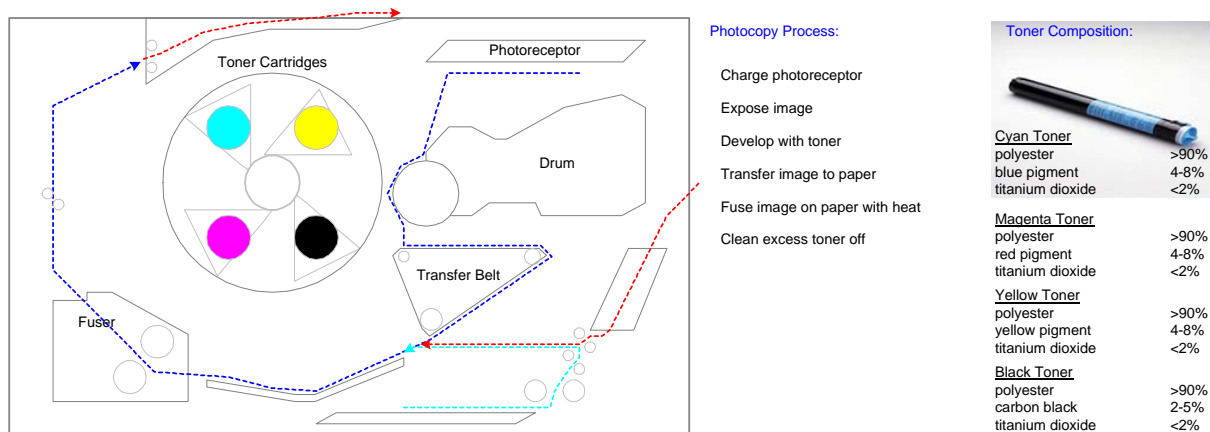 Toner Cartridges
Photoreceptor
Drum
Transfer Belt
Fuser
Photocopy Process:
Charge photoreceptor
Expose image
Develop with toner
Transfer image to paper
Fuse image on paper with heat
Clean excess toner off
Toner Composition:
Cyan Toner
polyester >90%
blue pigment 4-8%
titanium dioxide <2%
Magenta Toner
polyester >90%
red pigment 4-8%
titanium dioxide <2%
Yellow Toner
polyester >90%
yellow pigment 4-8%
titanium dioxide <2%
Black Toner
polyester >90%
carbon black 2-5%
titanium dioxide <2%